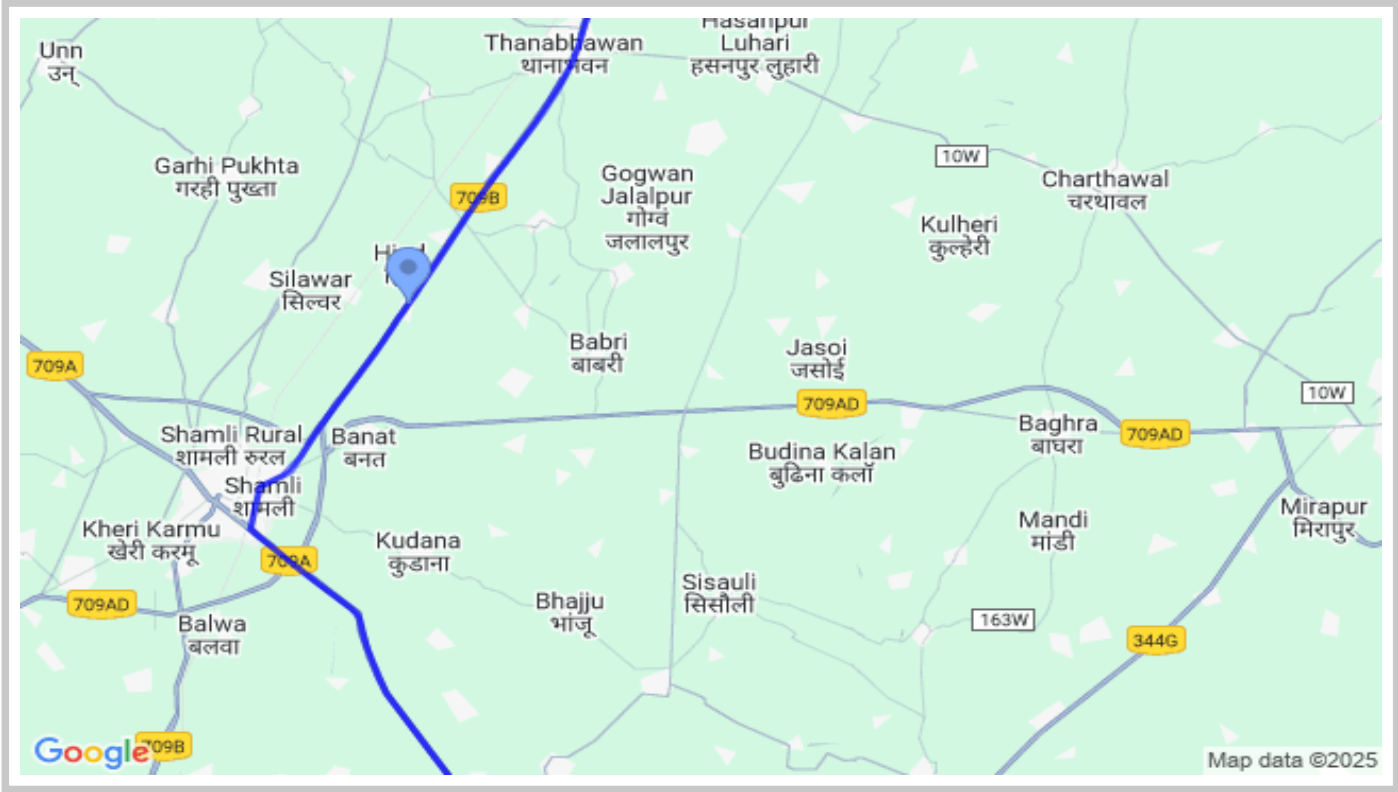 Hasanpur
Luhari
हसनपुर लुहारी
Thanabhawan
थानाभवन
Unn
उन्
10W
Garhi Pukhta
गरही पुख्ता
709B
Gogwan
Jalalpur
गोग्वं
जलालपुर
Charthawal
चरथावल
Kulheri
कुल्हेरी
Silawar
सिल्वर
Babri
बाबरी
Jasoi
जसोई
709A
10W
709AD
Shamli Rural
शामली रुरल
Banat
बनत
Baghra
बाघरा
709AD
Budina Kalan
बुढिना कलॉ
Shamli
शामली
Kheri Karmu
खेरी करमू
709A
Kudana
कुडाना
Mandi
मांडी
Mirapur
मिरापुर
709AD
Balwa
बलवा
Bhajju
भांजू
Sisauli
सिसौली
163W
344G
Google
709B
Map data ©2025